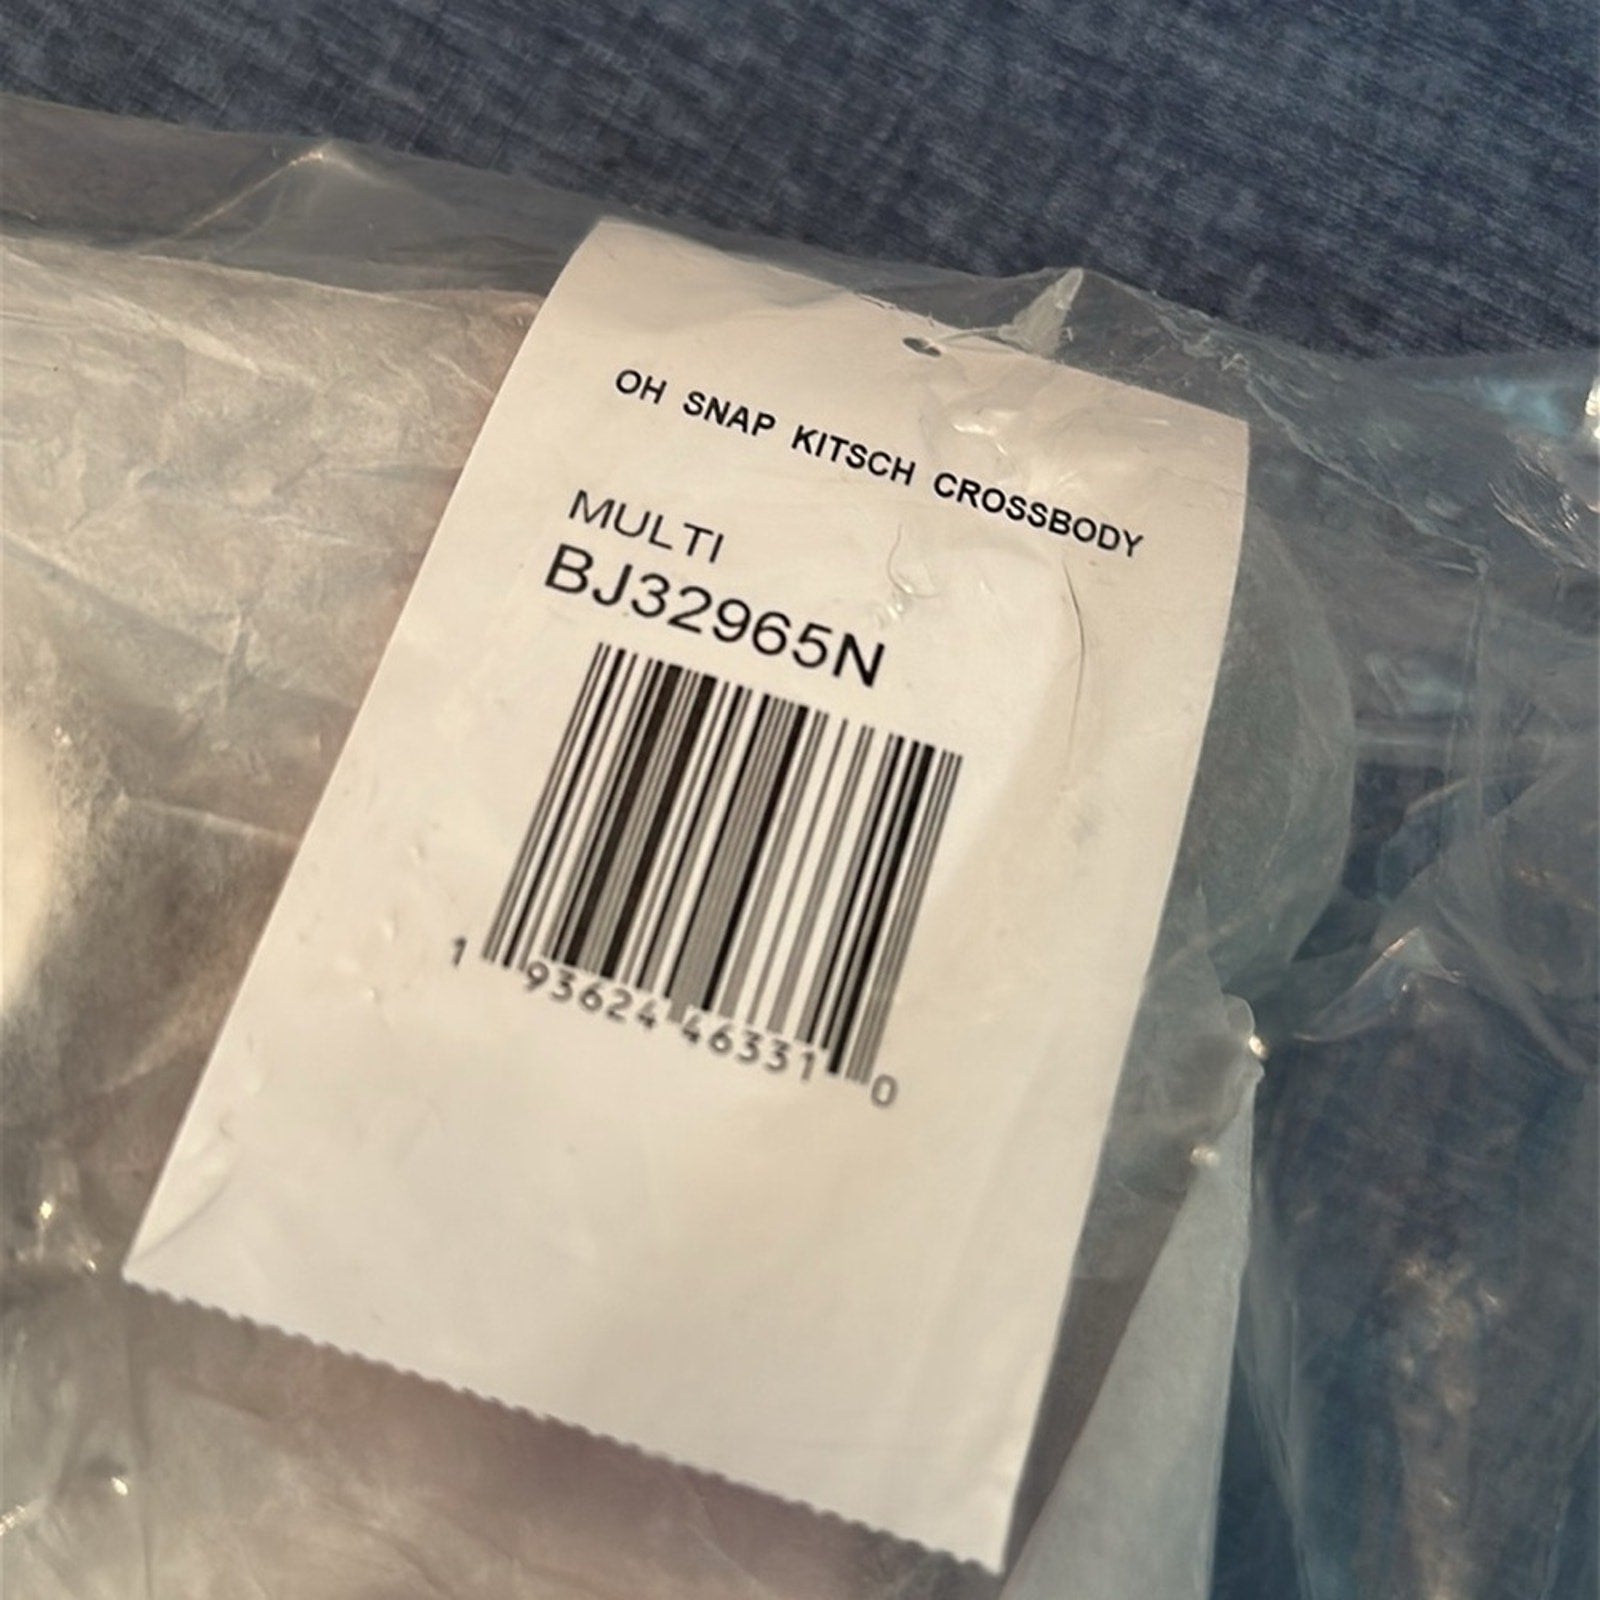 OH SNAP KITSCH CROSSBODY
MULTI
BJ32965N
1 93624 46331 0